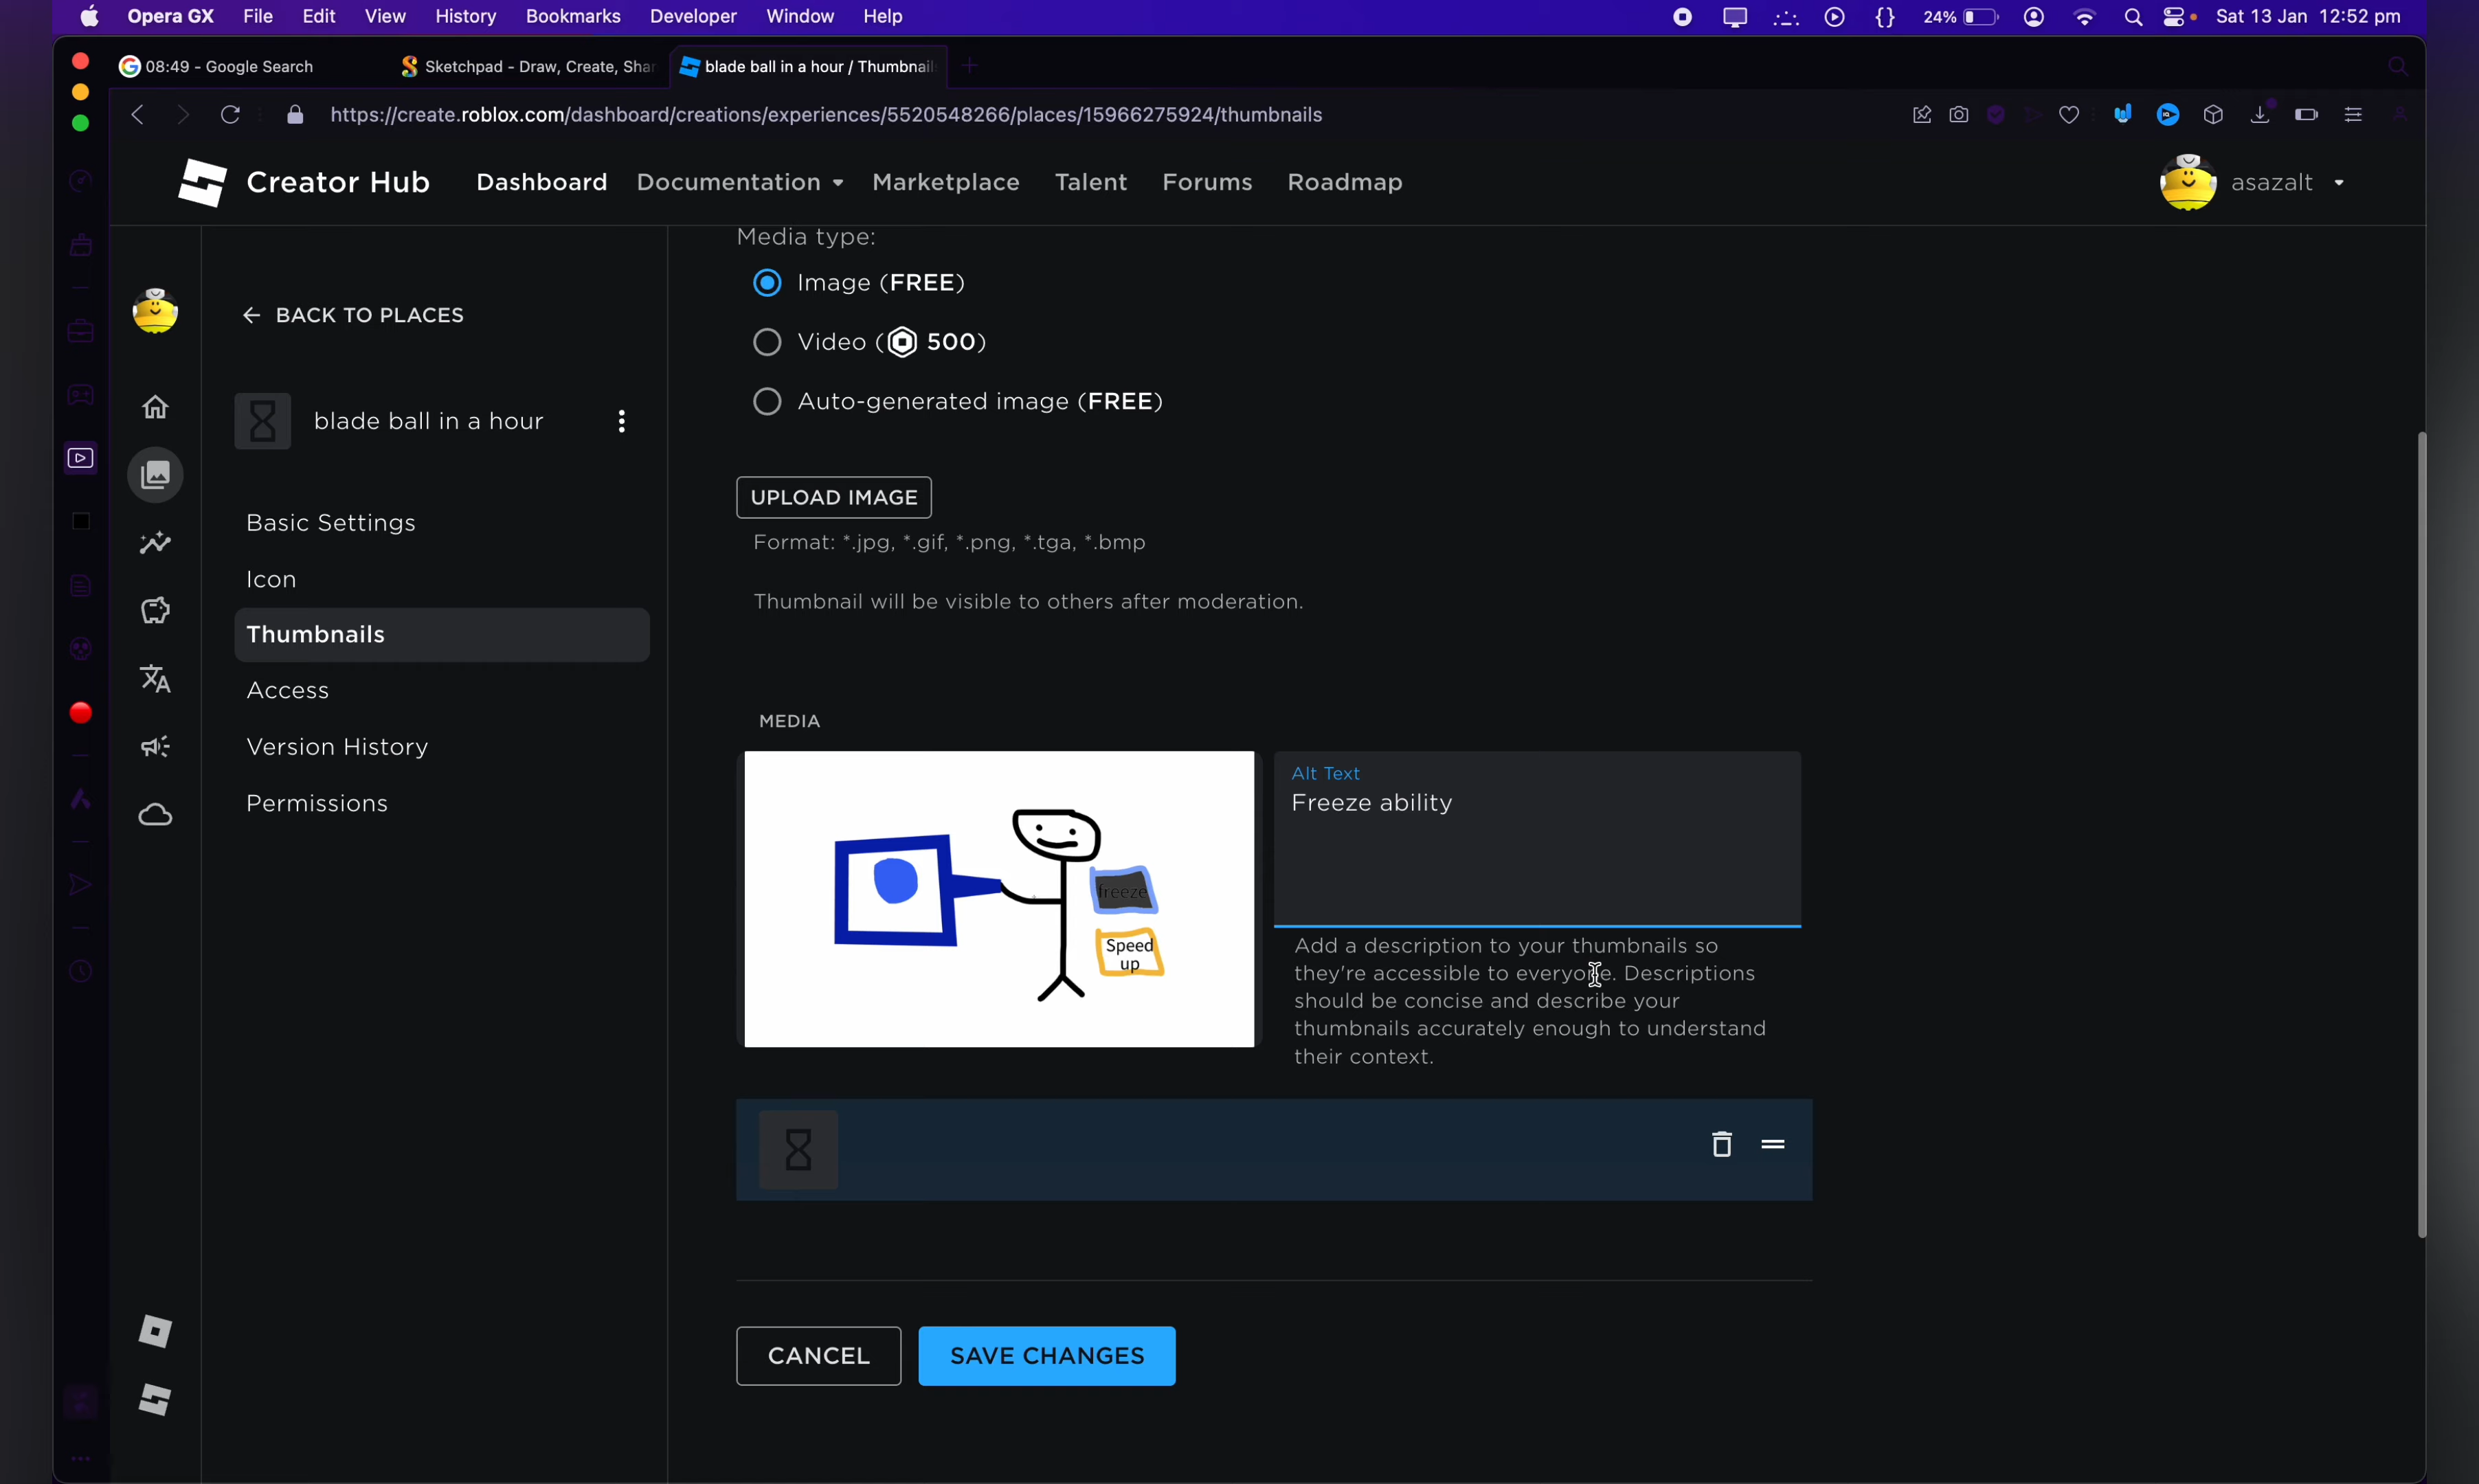 Opera GX File Edit View History Bookmarks Developer Window Help 24% Sat 13 Jan 12:52 pm
08:49 - Google Search Sketchpad - Draw, Create, Shar blade ball in a hour / Thumbnail
https://create.roblox.com/dashboard/creations/experiences/5520548266/places/15966275924/thumbnails
Creator Hub Dashboard Documentation Marketplace Talent Forums Roadmap asazalt
BACK TO PLACES
blade ball in a hour
Basic Settings
Icon
Thumbnails
Access
Version History
Permissions
Media type:
Image (FREE)
Video (500)
Auto-generated image (FREE)
UPLOAD IMAGE
Format: *.jpg, *.gif, *.png, *.tga, *.bmp
Thumbnail will be visible to others after moderation.
MEDIA
freeze
Speed
up
Alt Text
Freeze ability
Add a description to your thumbnails so
they're accessible to everyone. Descriptions
should be concise and describe your
thumbnails accurately enough to understand
their context.
CANCEL SAVE CHANGES